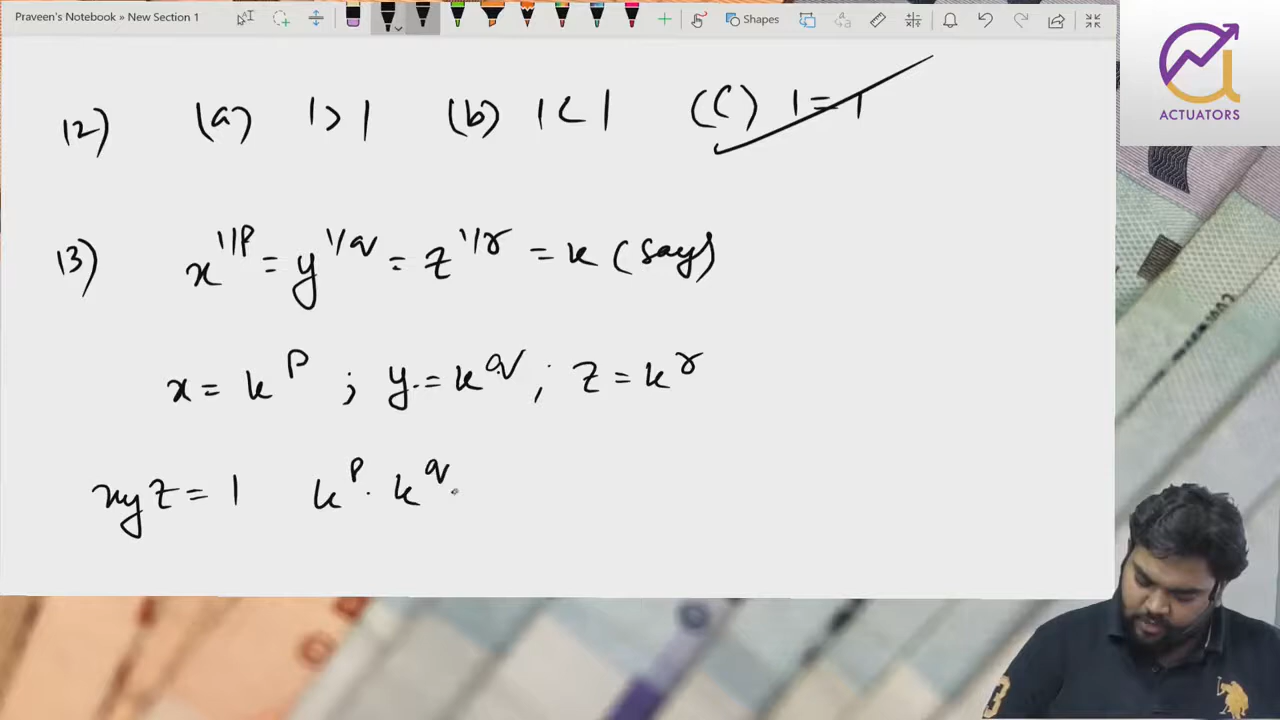 Praveen's Notebook » New Section 1
Shapes
ACTUATORS
12) (a) 1 > 1 (b) 1 < 1 (C) 1 = 1
13) x^1/P = y^1/q = z^1/r = k (say)
x = k^P ; y = k^q ; z = k^r
xyz = 1 k^P . k^q .